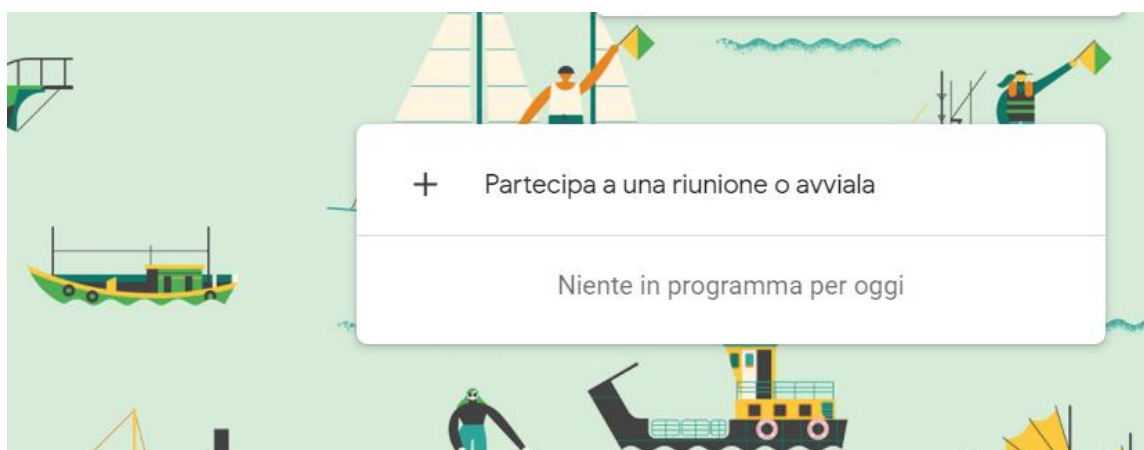 Partecipa a una riunione o avviala
Niente in programma per oggi